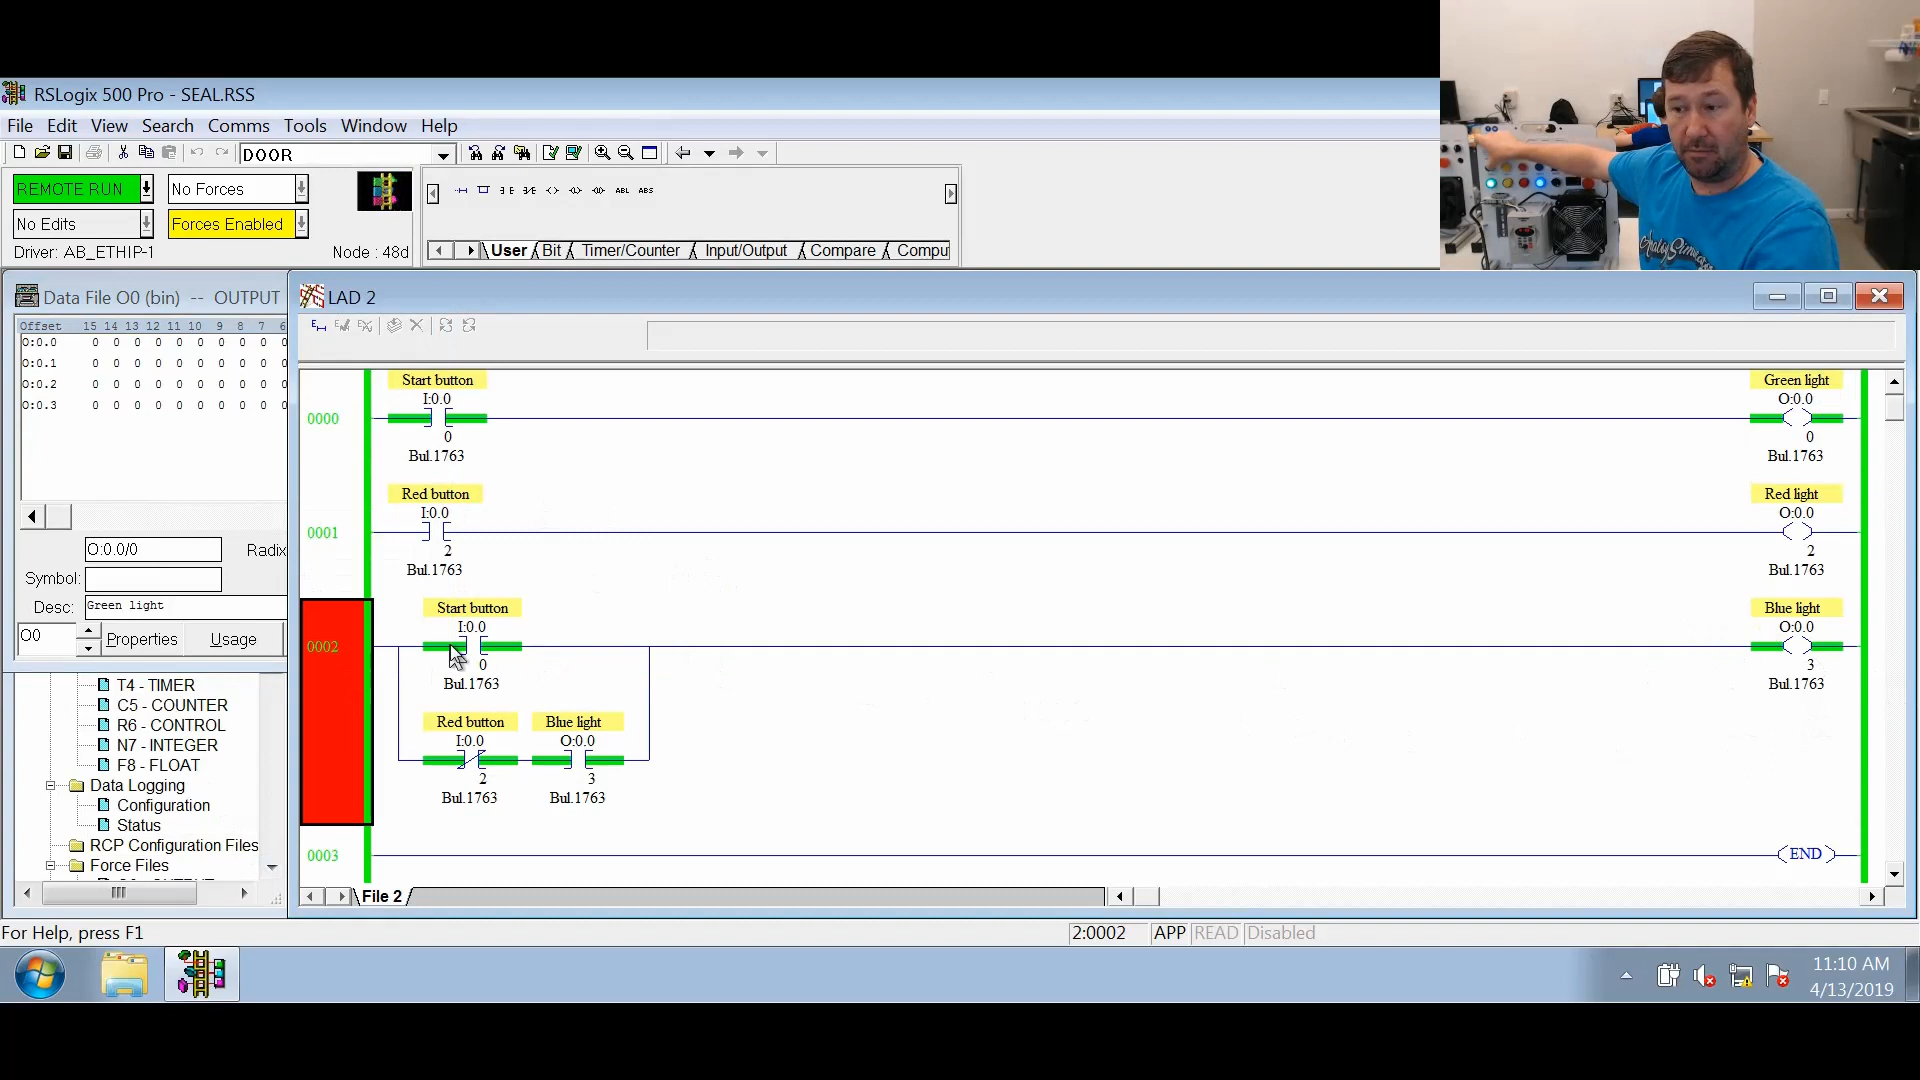 RSLogix 500 Pro - SEAL.RSS
File Edit View Search Comms Tools Window Help
DOOR
REMOTE RUN No Forces
No Edits Forces Enabled
Driver: AB_ETHIP-1 Node : 48d
ABL ABS
User Bit Timer/Counter Input/Output Compare Compu
Data File O0 (bin) -- OUTPUT
Offset 15 14 13 12 11 10 9 8 7 6
O:0.0 0 0 0 0 0 0 0 0 0 0
O:0.1 0 0 0 0 0 0 0 0 0 0
O:0.2 0 0 0 0 0 0 0 0 0 0
O:0.3 0 0 0 0 0 0 0 0 0 0
O:0.0/0 Radix
Symbol:
Desc: Green light
O0 Properties Usage
T4 - TIMER
C5 - COUNTER
R6 - CONTROL
N7 - INTEGER
F8 - FLOAT
Data Logging
Configuration
Status
RCP Configuration Files
Force Files
LAD 2
Start button Green light
I:0.0 O:0.0
0000
0 0
Bul.1763 Bul.1763
Red button Red light
I:0.0 O:0.0
0001
2 2
Bul.1763 Bul.1763
Start button Blue light
I:0.0 O:0.0
0002
0 3
Bul.1763 Bul.1763
Red button Blue light
I:0.0 O:0.0
2 3
Bul.1763 Bul.1763
0003 END
File 2
For Help, press F1 2:0002 APP READ Disabled
11:10 AM
4/13/2019